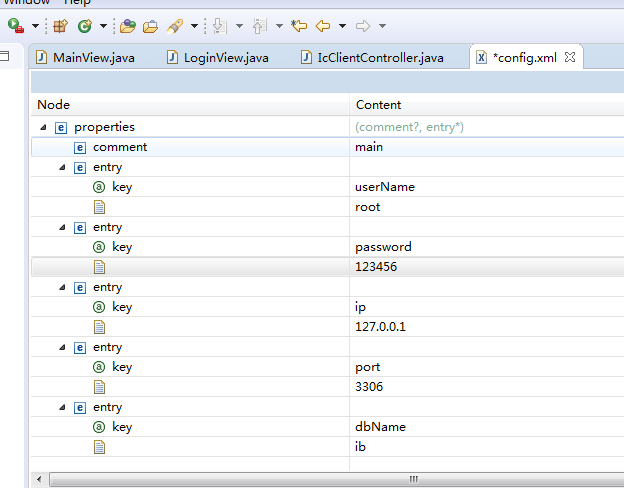 Window Help
MainView.java LoginView.java IcClientController.java *config.xml
Node Content
properties (comment?, entry*)
comment main
entry
key userName
root
entry
key password
123456
entry
key ip
127.0.0.1
entry
key port
3306
entry
key dbName
ib